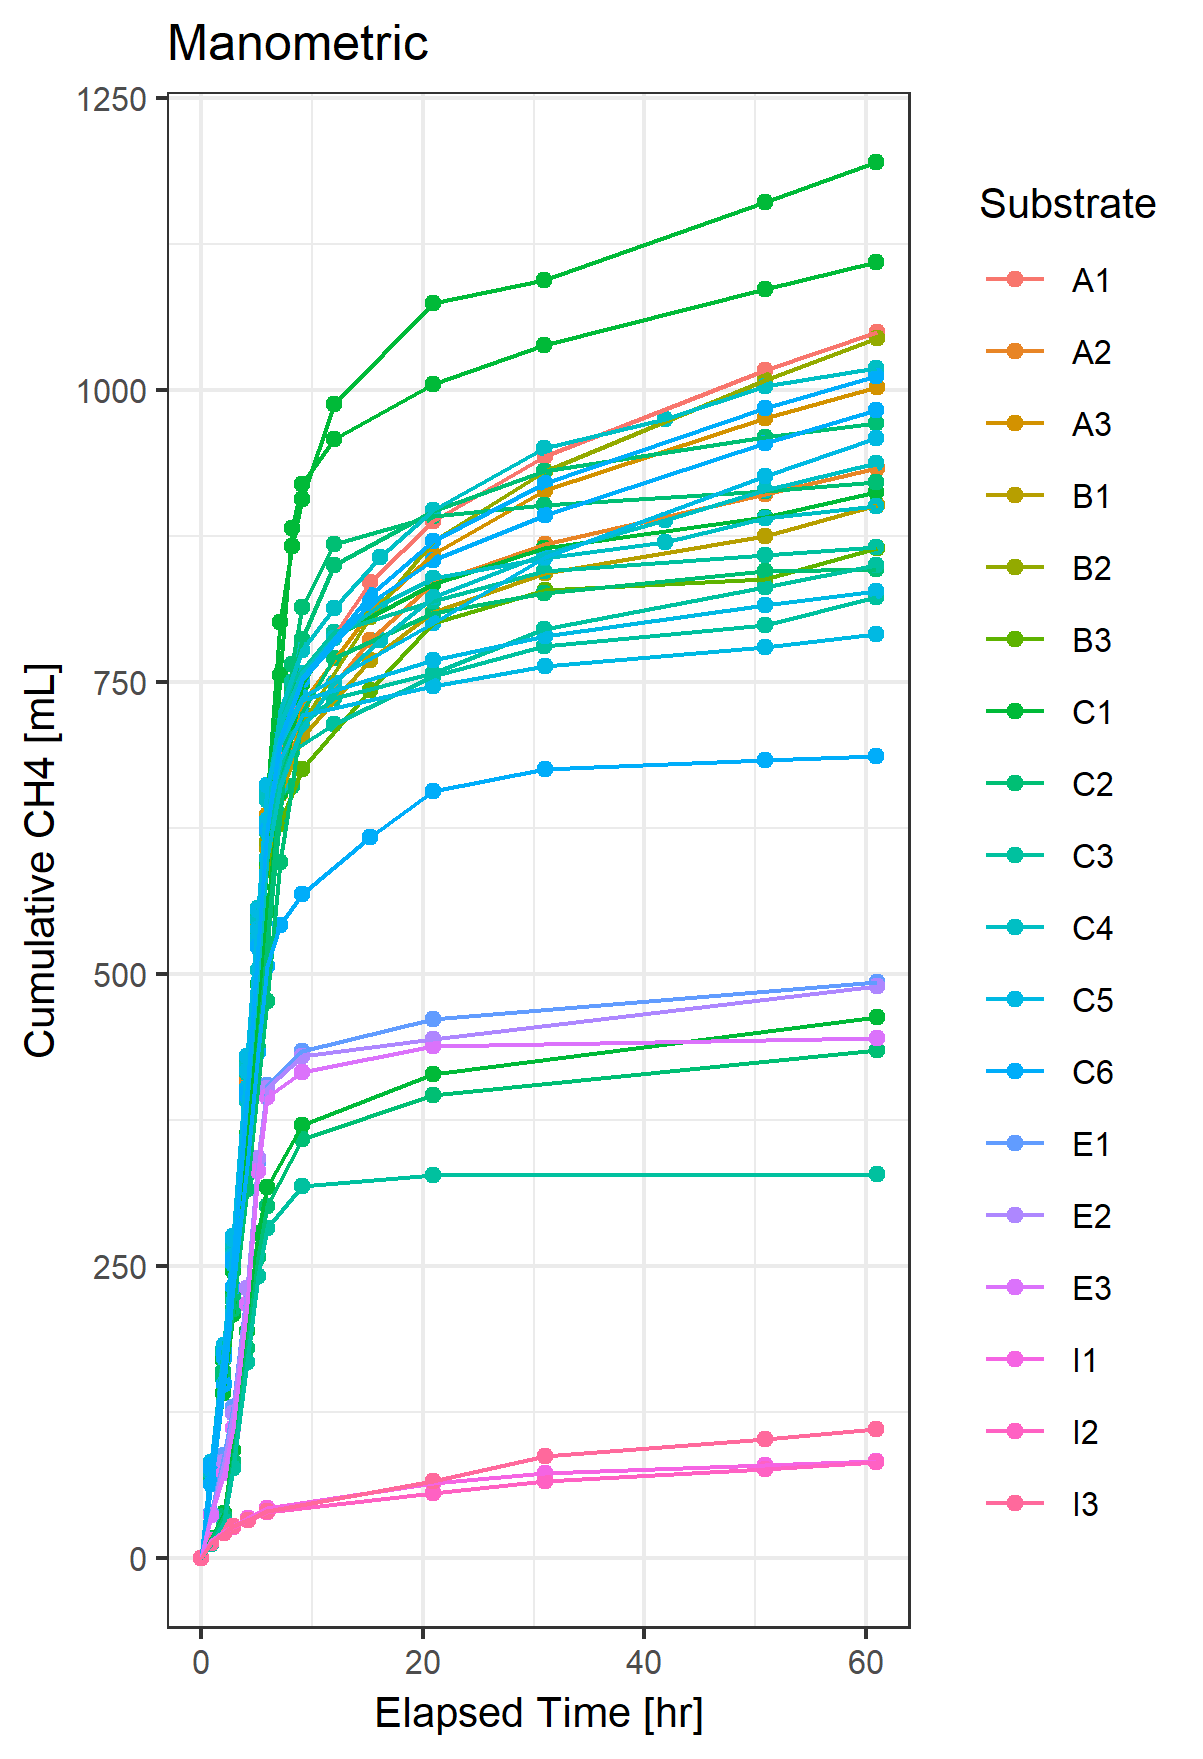 Manometric
1250
1000
750
500
250
0
Cumulative CH4 [mL]
0 20 40 60
Elapsed Time [hr]
Substrate
A1
A2
A3
B1
B2
B3
C1
C2
C3
C4
C5
C6
E1
E2
E3
I1
I2
I3